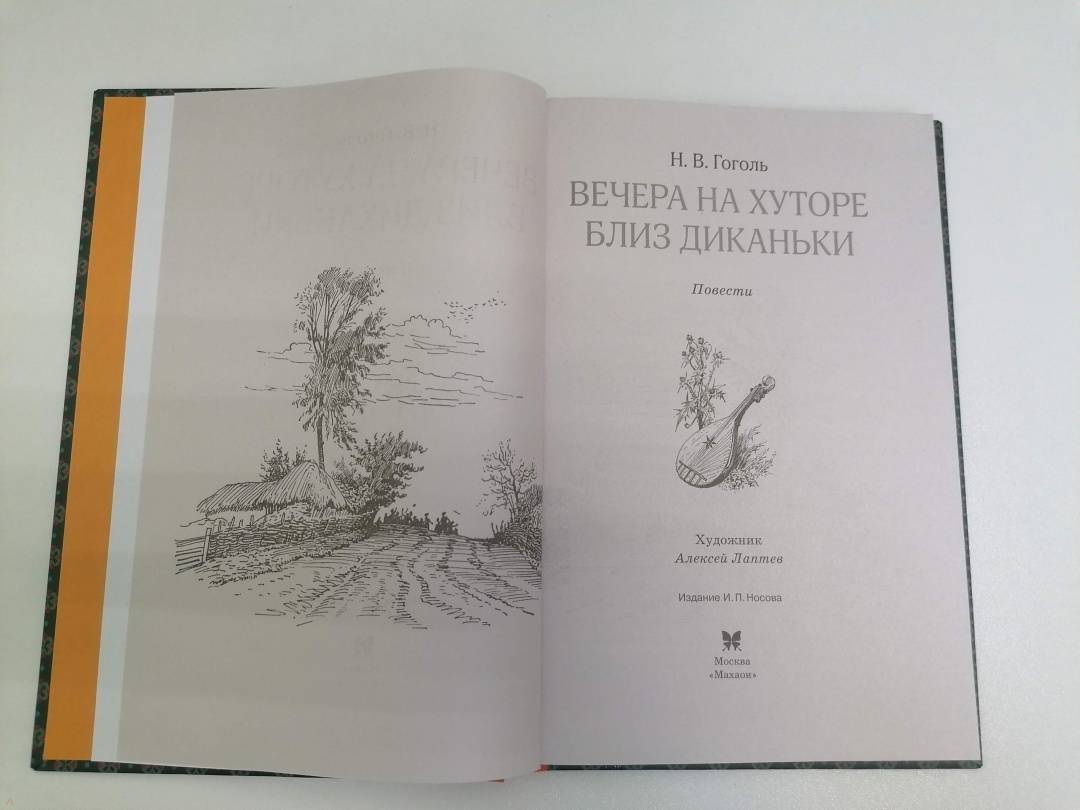 Н. В. Гоголь
ВЕЧЕРА НА ХУТОРЕ
БЛИЗ ДИКАНЬКИ
Повести
Художник
Алексей Лаптев
Издание И. П. Носова
Москва
«Махаон»